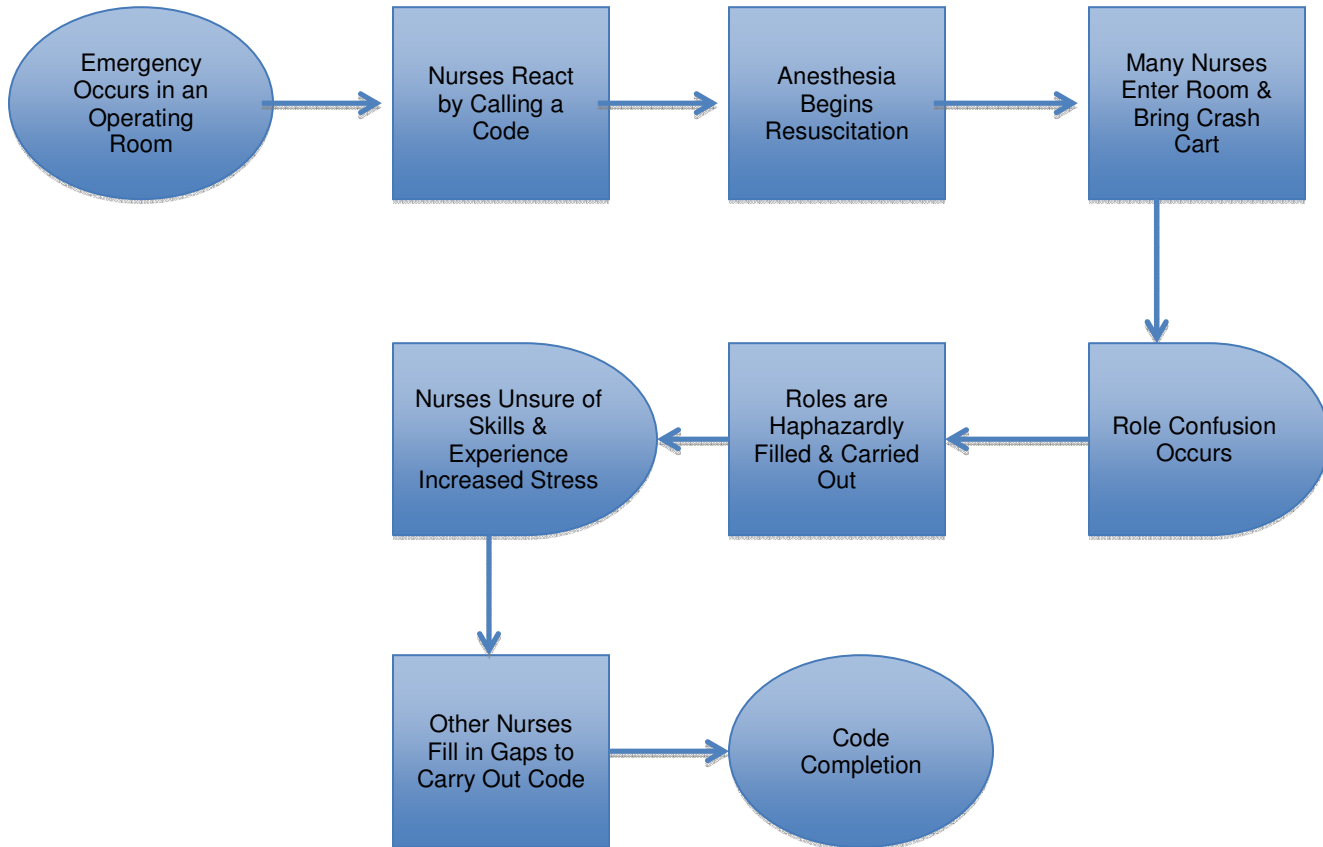 Emergency
Occurs in an
Operating
Room
Nurses React
by Calling a
Code
Anesthesia
Begins
Resuscitation
Many Nurses
Enter Room &
Bring Crash
Cart
Role Confusion
Occurs
Roles are
Haphazardly
Filled & Carried
Out
Nurses Unsure of
Skills &
Experience
Increased Stress
Other Nurses
Fill in Gaps to
Carry Out Code
Code
Completion